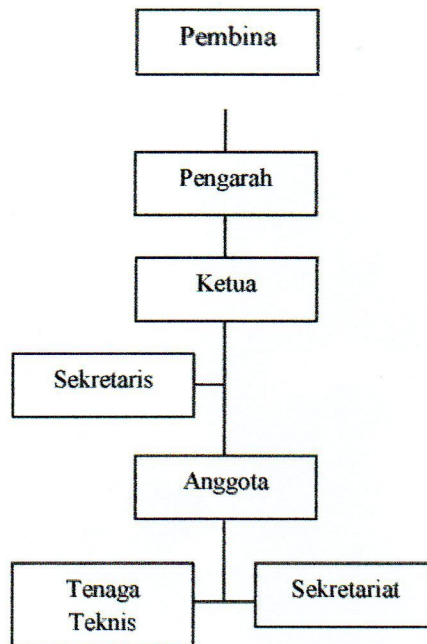 Pembina
Pengarah
Ketua
Sekretaris
Anggota
Tenaga
Teknis
Sekretariat